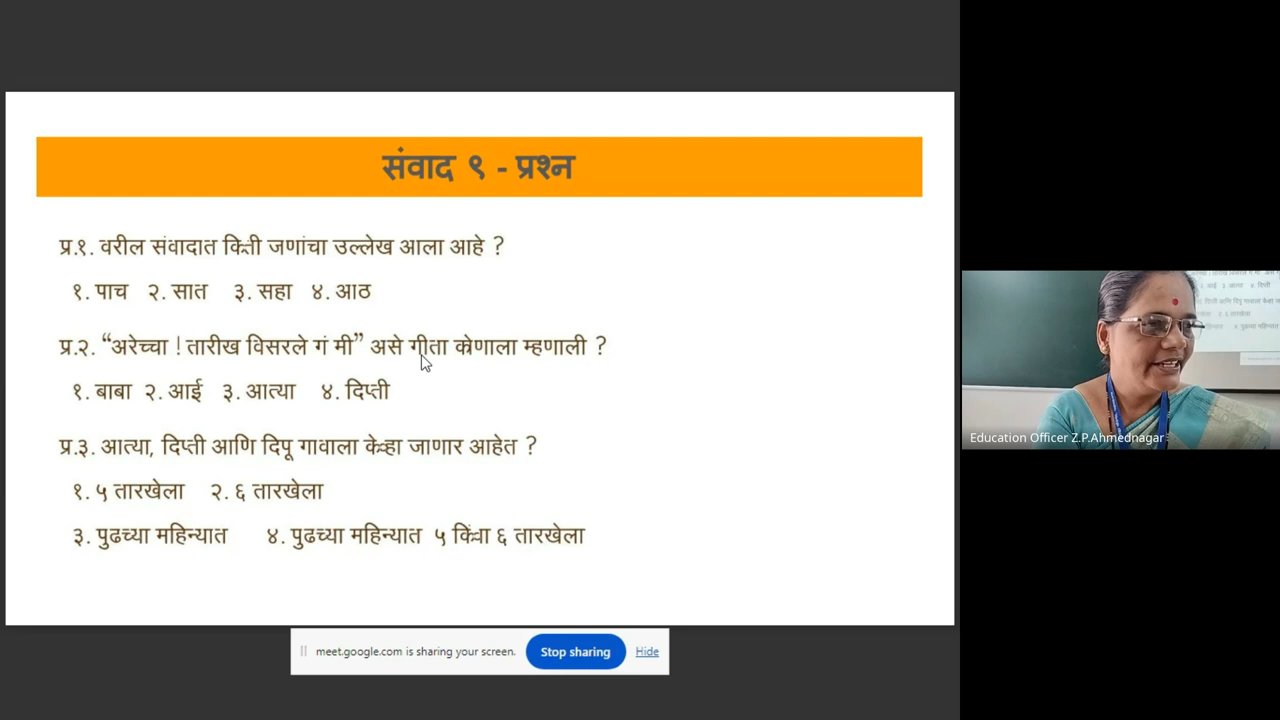 संवाद ९ - प्रश्न
प्र.१. वरील संवादात किती जणांचा उल्लेख आला आहे ?
१. पाच २. सात ३. सहा ४. आठ
प्र.२. “अरेच्चा ! तारीख विसरले गं मी” असे गीता कोणाला म्हणाली ?
१. बाबा २. आई ३. आत्या ४. दिप्ती
प्र.३. आत्या, दिप्ती आणि दिपू गावाला केव्हा जाणार आहेत ?
१. ५ तारखेला २. ६ तारखेला
३. पुढच्या महिन्यात ४. पुढच्या महिन्यात ५ किंवा ६ तारखेला
meet.google.com is sharing your screen. Stop sharing Hide
Education Officer Z.P.Ahmednagar